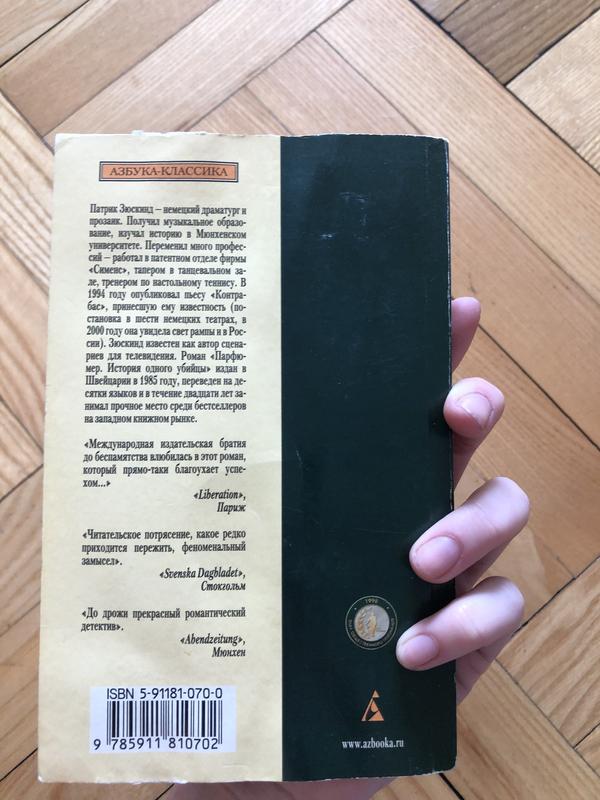 АЗБУКА-КЛАССИКА
Патрик Зюскинд – немецкий драматург и
прозаик. Получил музыкальное образо-
вание, изучал историю в Мюнхенском
университете. Переменил много профес-
сий – работал в патентном отделе фирмы
«Сименс», тапером в танцевальном за-
ле, тренером по настольному теннису. В
1994 году опубликовал пьесу «Контра-
бас», принесшую ему известность (по-
становка в шести немецких театрах, в
2000 году она увидела свет рампы и в Рос-
сии). Зюскинд известен как автор сцена-
риев для телевидения. Роман «Парфю-
мер. История одного убийцы» издан в
Швейцарии в 1985 году, переведен на де-
сятки языков и в течение двадцати лет за-
нимал прочное место среди бестселлеров
на западном книжном рынке.
«Международная издательская братия
до беспамятства влюбилась в этот роман,
который прямо-таки благоухает успе-
хом...»
«Liberation»,
Париж
«Читательское потрясение, какое редко
приходится пережить, феноменальный
замысел».
«Svenska Dagbladet»,
Стокгольм
«До дрожи прекрасный романтический
детектив».
«Abendzeitung»,
Мюнхен
ISBN 5-91181-070-0
9 785911 810702
1998
www.azbooka.ru